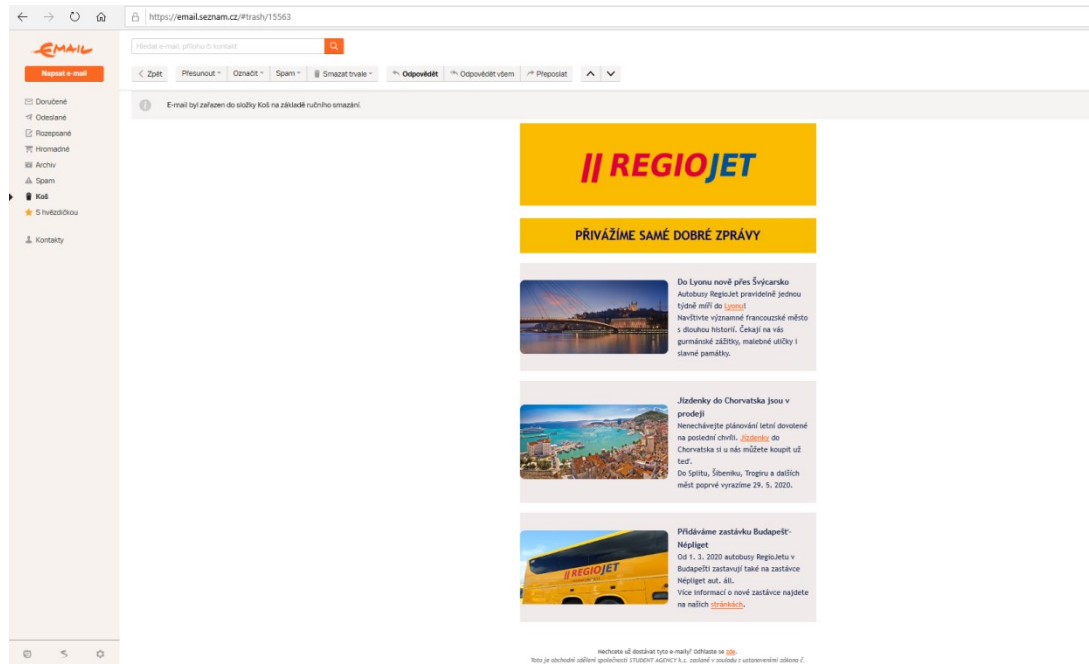 https://email.seznam.cz/#trash/15563
EMAIL
Hledat e-mail, přílohu či kontakt
Napsat e-mail
Zpět Přesunout Označit Spam Smazat trvale Odpovědět Odpovědět všem Přeposlat
Doručené
Odeslané
Rozepsané
Hromadné
Archiv
Spam
Koš
S hvězdičkou
Kontakty
E-mail byl zařazen do složky Koš na základě ručního smazání.
REGIOJET
PŘIVÁŽÍME SAMÉ DOBRÉ ZPRÁVY
Do Lyonu nově přes Švýcarsko
Autobusy RegioJet pravidelně jednou
týdně míří do Lyonu!
Navštivte významné francouzské město
s dlouhou historií. Čekají na vás
gurmánské zážitky, malebné uličky i
slavné památky.
Jízdenky do Chorvatska jsou v
prodeji
Nenechávejte plánování letní dovolené
na poslední chvíli. Jízdenky do
Chorvatska si u nás můžete koupit už
teď.
Do Splitu, Šibeniku, Trogiru a dalších
měst poprvé vyrazíme 29. 5. 2020.
REGIOJET
Přidáváme zastávku Budapešť-
Népliget
Od 1. 3. 2020 autobusy RegioJetu v
Budapešti zastavují také na zastávce
Népliget aut. áll.
Více informací o nové zastávce najdete
na našich stránkách.
Nechcete už dostávat tyto e-maily? Odhlaste se zde.
Toto je obchodní sdělení společnosti STUDENT AGENCY k.s. zaslané v souladu s ustanoveními zákona č.